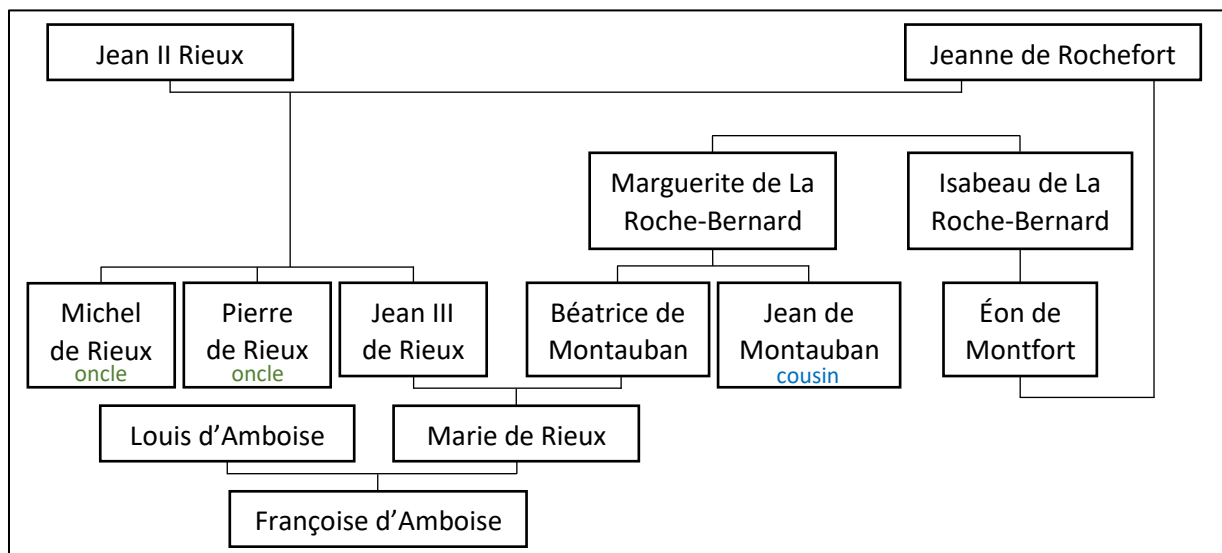 Jean II Rieux
Jeanne de Rochefort
Marguerite de La
Roche-Bernard
Isabeau de La
Roche-Bernard
Michel
de Rieux
oncle
Pierre
de Rieux
oncle
Jean III
de Rieux
Béatrice de
Montauban
Jean de
Montauban
cousin
Éon de
Montfort
Louis d’Amboise
Marie de Rieux
Françoise d’Amboise